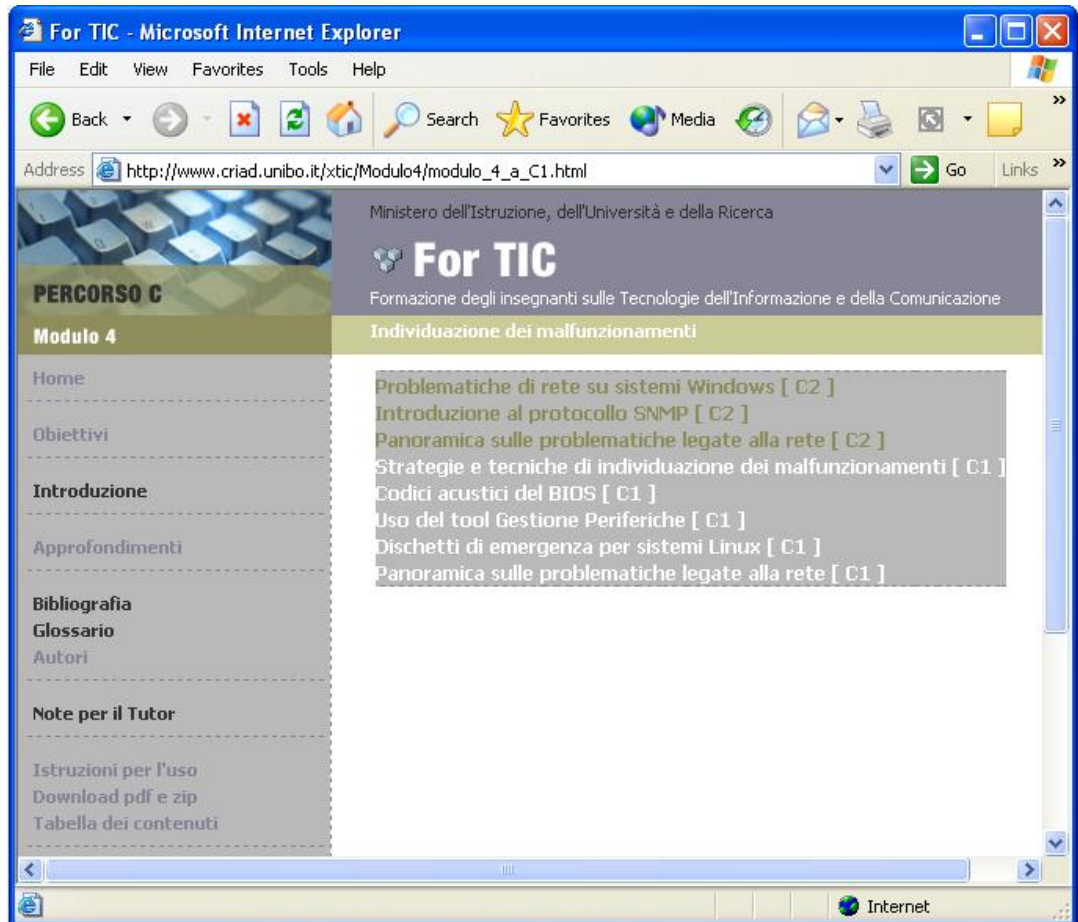 For TIC - Microsoft Internet Explorer
File Edit View Favorites Tools Help
Back Search Favorites Media »
Address http://www.criad.unibo.it/xtic/Modulo4/modulo_4_a_C1.html Go Links »
Ministero dell'Istruzione, dell'Università e della Ricerca
For TIC
PERCORSO C
Formazione degli insegnanti sulle Tecnologie dell'Informazione e della Comunicazione
Modulo 4
Individuazione dei malfunzionamenti
Home
Obiettivi
Introduzione
Approfondimenti
Bibliografia
Glossario
Autori
Note per il Tutor
Istruzioni per l'uso
Download pdf e zip
Tabella dei contenuti
Problematiche di rete su sistemi Windows [ C2 ]
Introduzione al protocollo SNMP [ C2 ]
Panoramica sulle problematiche legate alla rete [ C2 ]
Strategie e tecniche di individuazione dei malfunzionamenti [ C1 ]
Codici acustici del BIOS [ C1 ]
Uso del tool Gestione Periferiche [ C1 ]
Dischetti di emergenza per sistemi Linux [ C1 ]
Panoramica sulle problematiche legate alla rete [ C1 ]
Internet